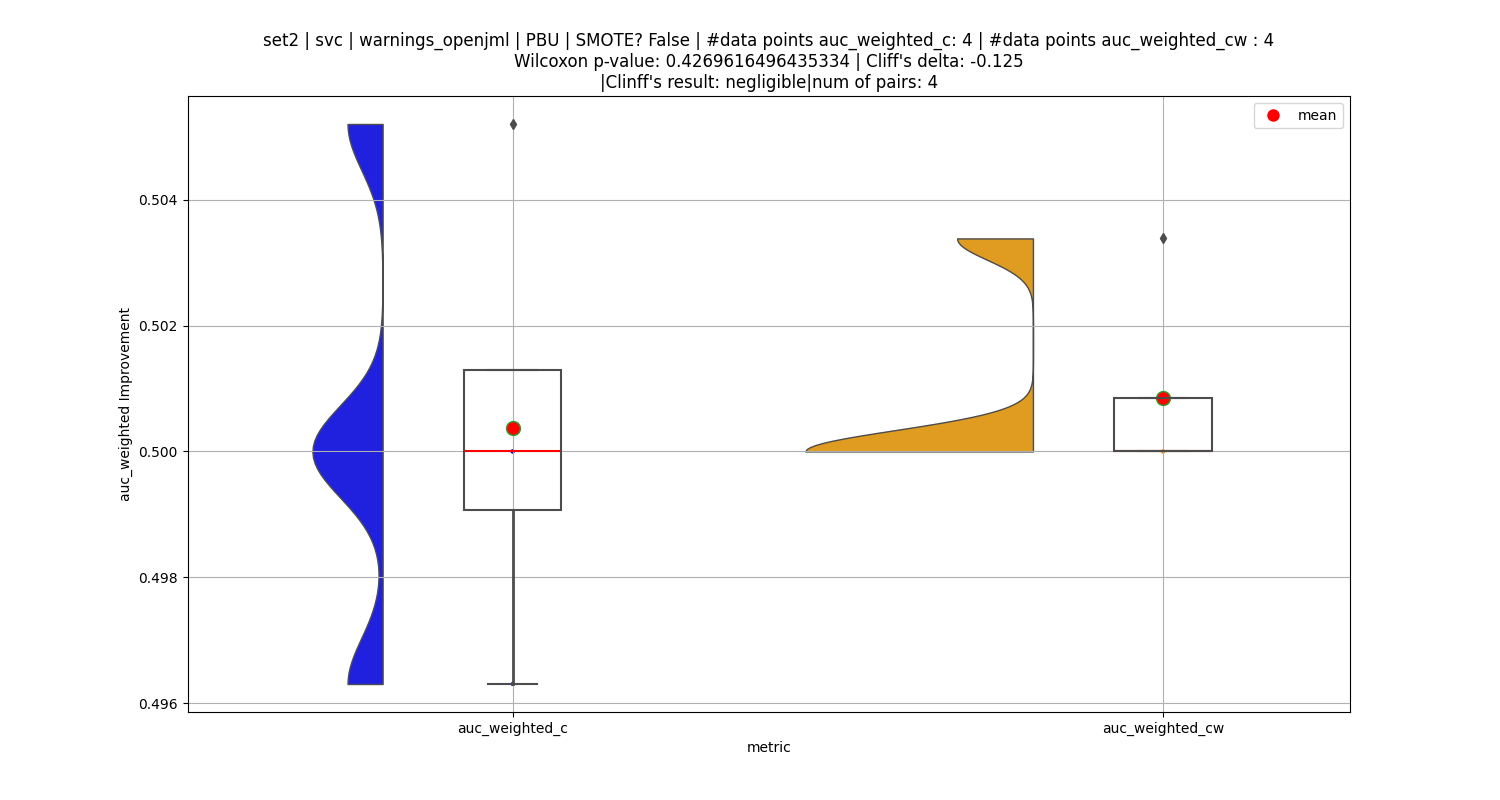 set2 | svc | warnings_openjml | PBU | SMOTE? False | #data points auc_weighted_c: 4 | #data points auc_weighted_cw : 4
Wilcoxon p-value: 0.4269616496435334 | Cliff's delta: -0.125
|Clinff's result: negligible|num of pairs: 4
mean
auc_weighted Improvement
0.504
0.502
0.500
0.498
0.496
auc_weighted_c
auc_weighted_cw
metric